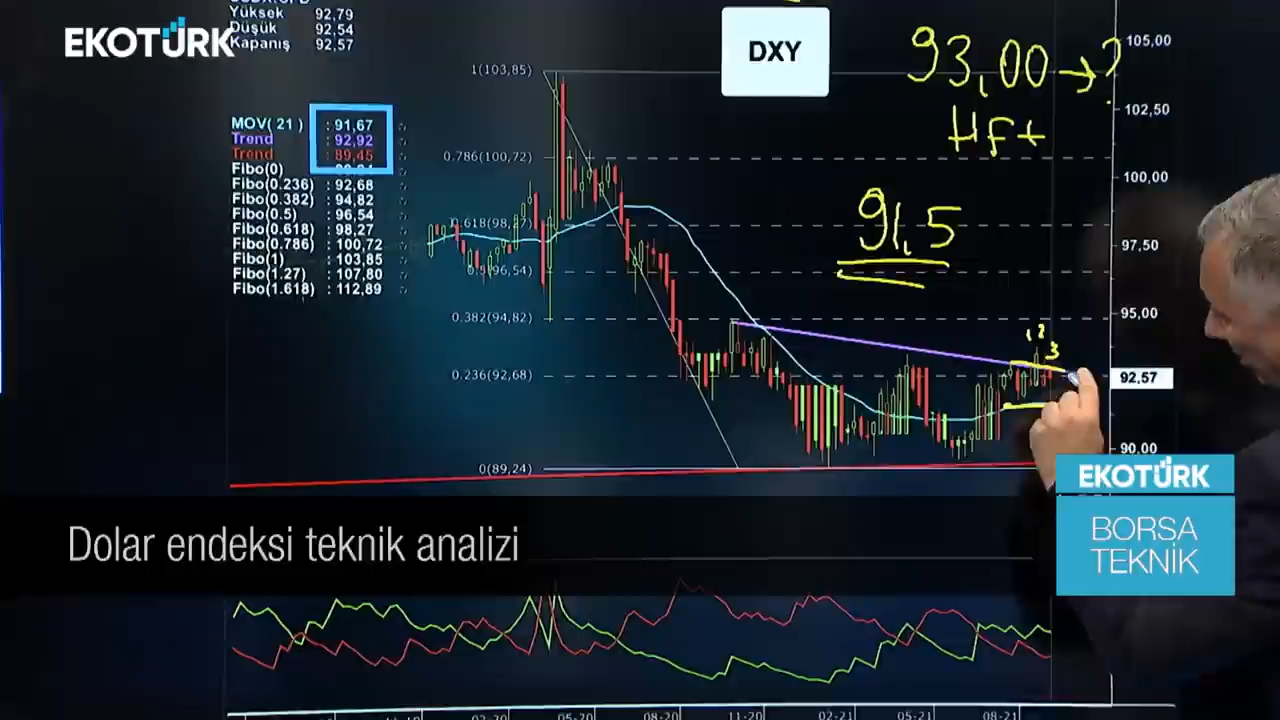 Yüksek 92,79
Düşük 92,54
Kapanış 92,57
EKOTÜRK
DXY
93,00 →?
Hf+
91,5
1 2 3
MOV( 21 ) : 91,67
Trend : 92,92
Trend : 89,45
Fibo(0)
Fibo(0.236) : 92,68
Fibo(0.382) : 94,82
Fibo(0.5) : 96,54
Fibo(0.618) : 98,27
Fibo(0.786) : 100,72
Fibo(1) : 103,85
Fibo(1.27) : 107,80
Fibo(1.618) : 112,89
1(103,85)
0.786(100,72)
0.618(98,27)
0.5(96,54)
0.382(94,82)
0.236(92,68)
0(89,24)
105,00
102,50
100,00
97,50
95,00
92,57
90,00
Dolar endeksi teknik analizi
EKOTÜRK
BORSA
TEKNİK
02-20
05-20
08-20
11-20
02-21
05-21
08-21